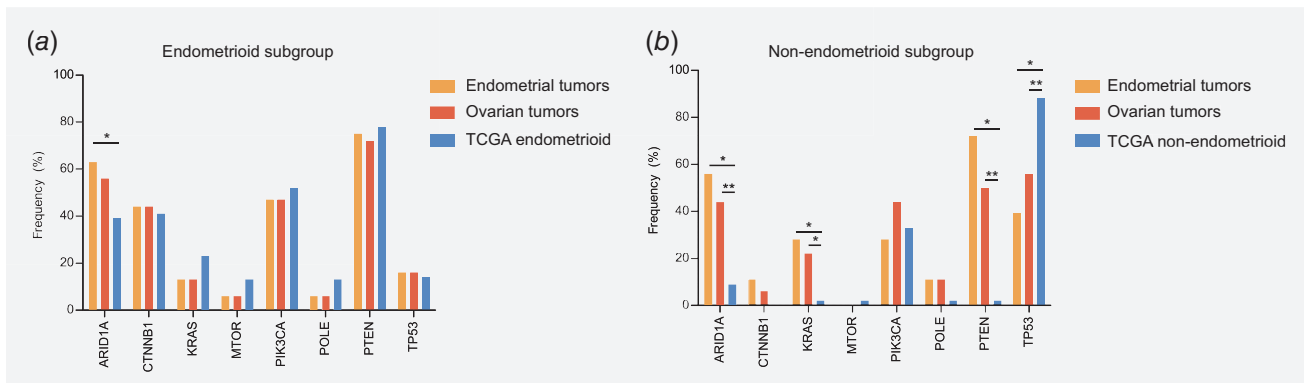 (a)
Endometrioid subgroup
Frequency (%)
100
80
60
40
20
0
*
ARID1A
CTNNB1
KRAS
MTOR
PIK3CA
POLE
PTEN
TP53
Endometrial tumors
Ovarian tumors
TCGA endometrioid
(b)
Non-endometrioid subgroup
Frequency (%)
100
80
60
40
20
0
*
**
*
*
*
**
*
**
ARID1A
CTNNB1
KRAS
MTOR
PIK3CA
POLE
PTEN
TP53
Endometrial tumors
Ovarian tumors
TCGA non-endometrioid